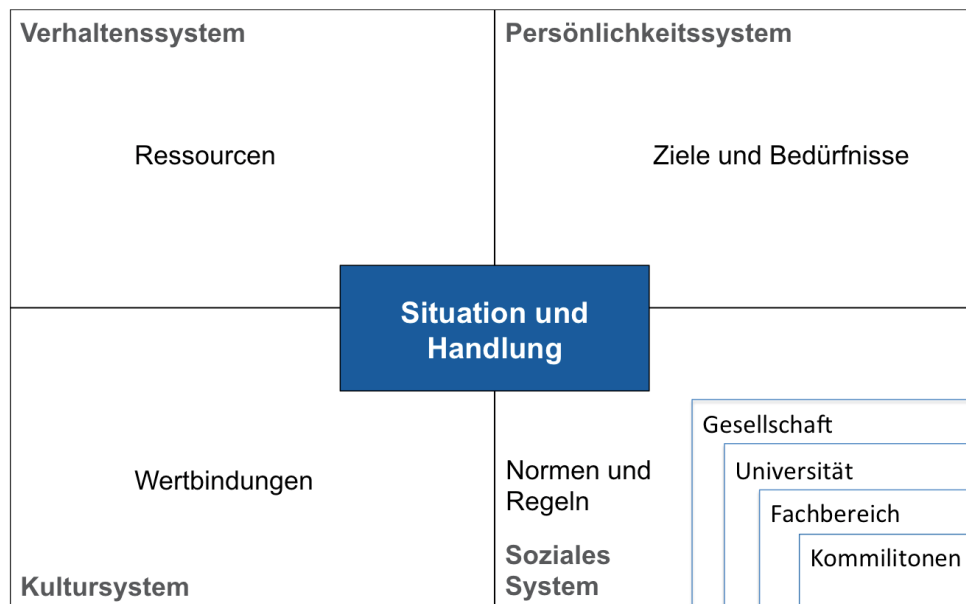 Verhaltenssystem
Persönlichkeitssystem
Ressourcen
Ziele und Bedürfnisse
Situation und
Handlung
Wertbindungen
Kultursystem
Normen und
Regeln
Soziales
System
Gesellschaft
Universität
Fachbereich
Kommilitonen